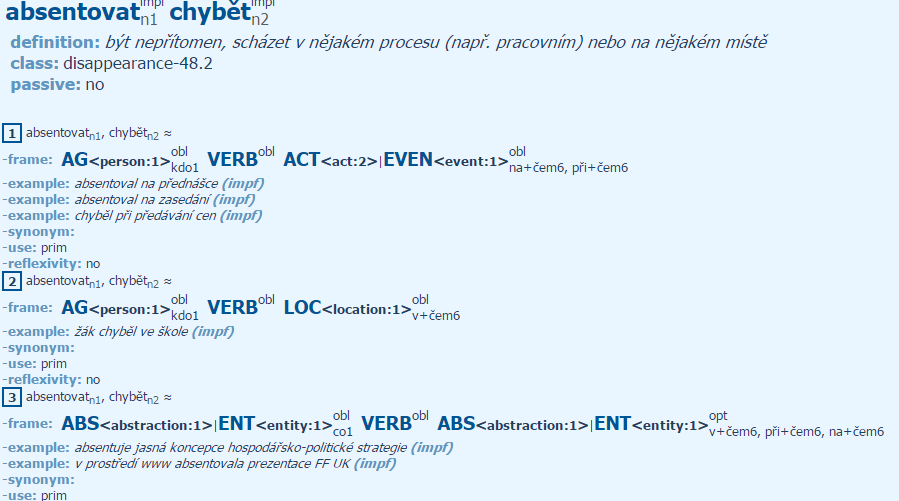 absentovat impf n1 chybět impf n2
definition: být nepřítomen, scházet v nějakém procesu (např. pracovním) nebo na nějakém místě
class: disappearance-48.2
passive: no
1 absentovat n1, chybět n2 ≈
-frame: AG<person:1> obl kdo1 VERB obl ACT<act:2>|EVEN<event:1> obl na+čem6, při+čem6
-example: absentoval na přednášce (impf)
-example: absentoval na zasedání (impf)
-example: chyběl při předávání cen (impf)
-synonym:
-use: prim
-reflexivity: no
2 absentovat n1, chybět n2 ≈
-frame: AG<person:1> obl kdo1 VERB obl LOC<location:1> obl v+čem6
-example: žák chyběl ve škole (impf)
-synonym:
-use: prim
-reflexivity: no
3 absentovat n1, chybět n2 ≈
-frame: ABS<abstraction:1>|ENT<entity:1> obl co1 VERB obl ABS<abstraction:1>|ENT<entity:1> opt v+čem6, při+čem6, na+čem6
-example: absentuje jasná koncepce hospodářsko-politické strategie (impf)
-example: v prostředí www absentovala prezentace FF UK (impf)
-synonym:
-use: prim